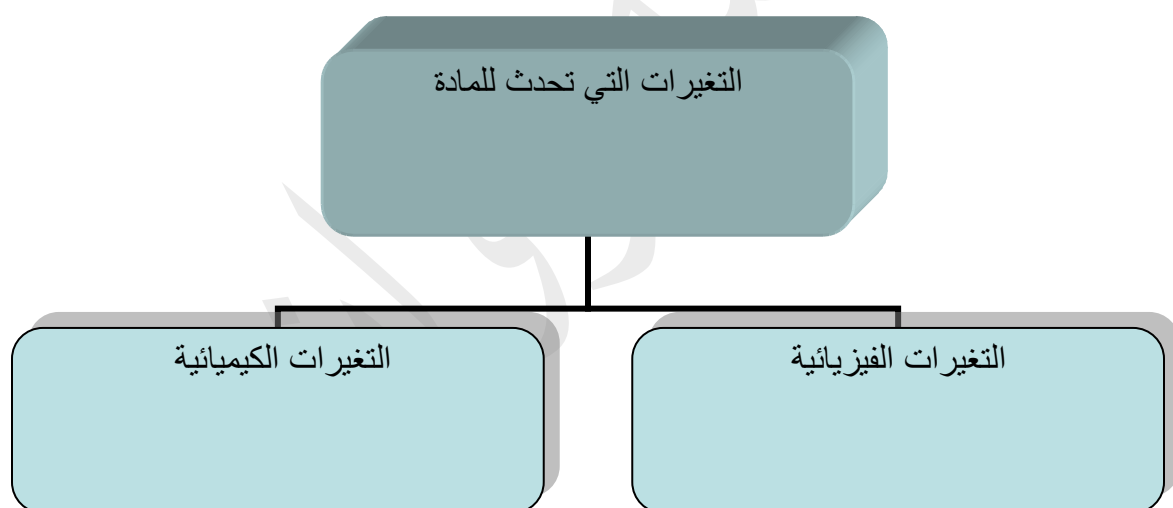 التغيرات التي تحدث للمادة
التغيرات الفيزيائية
التغيرات الكيميائية